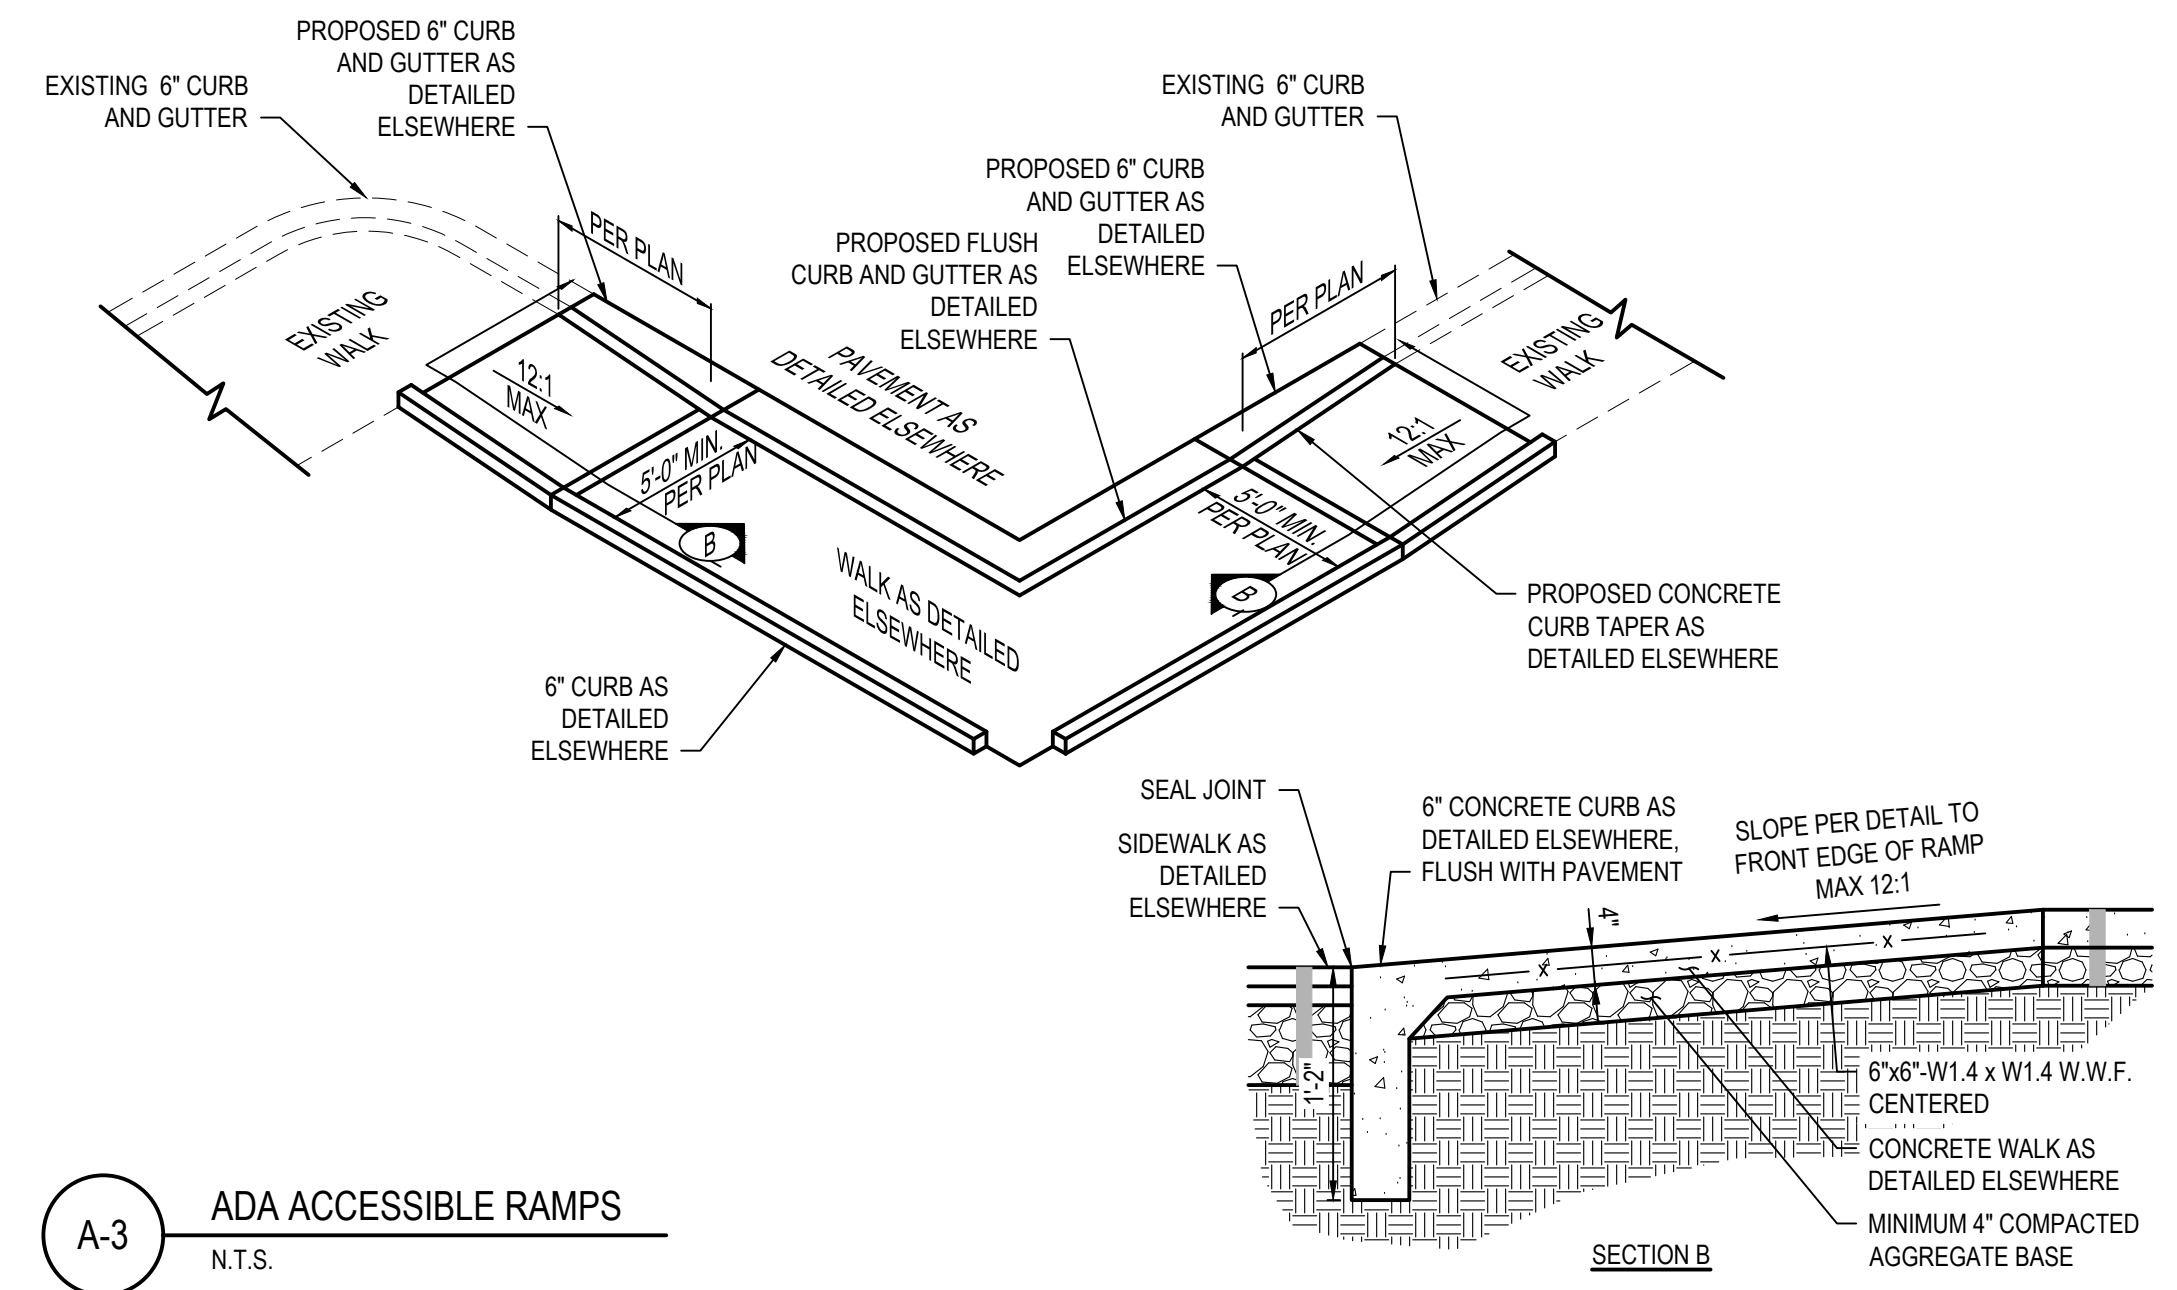 PROPOSED 6" CURB
AND GUTTER AS
DETAILED
ELSEWHERE
EXISTING 6" CURB
AND GUTTER
EXISTING 6" CURB
AND GUTTER
PROPOSED 6" CURB
AND GUTTER AS
DETAILED
ELSEWHERE
PROPOSED FLUSH
CURB AND GUTTER AS
DETAILED
ELSEWHERE
PER PLAN
PER PLAN
EXISTING
WALK
EXISTING
WALK
12:1
MAX
12:1
MAX
PAVEMENT AS
DETAILED ELSEWHERE
5'-0" MIN.
PER PLAN
5'-0" MIN.
PER PLAN
B
B
WALK AS DETAILED
ELSEWHERE
PROPOSED CONCRETE
CURB TAPER AS
DETAILED ELSEWHERE
6" CURB AS
DETAILED
ELSEWHERE
SEAL JOINT
SIDEWALK AS
DETAILED
ELSEWHERE
6" CONCRETE CURB AS
DETAILED ELSEWHERE,
FLUSH WITH PAVEMENT
SLOPE PER DETAIL TO
FRONT EDGE OF RAMP
MAX 12:1
4"
x
x
x
1'-2"
6"x6"-W1.4 x W1.4 W.W.F.
CENTERED
CONCRETE WALK AS
DETAILED ELSEWHERE
MINIMUM 4" COMPACTED
AGGREGATE BASE
SECTION B
A-3
ADA ACCESSIBLE RAMPS
N.T.S.